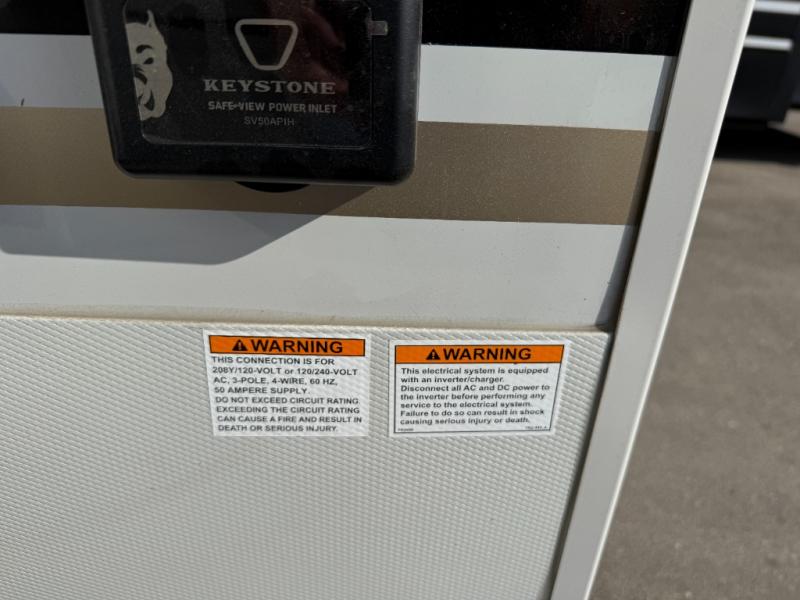 KEYSTONE
SAFE-VIEW POWER INLET
SV50APIH
WARNING
THIS CONNECTION IS FOR
208Y/120-VOLT or 120/240-VOLT
AC, 3-POLE, 4-WIRE, 60 HZ,
50 AMPERE SUPPLY.
DO NOT EXCEED CIRCUIT RATING.
EXCEEDING THE CIRCUIT RATING
CAN CAUSE A FIRE AND RESULT IN
DEATH OR SERIOUS INJURY.
WARNING
This electrical system is equipped
with an inverter/charger.
Disconnect all AC and DC power to
the inverter before performing any
service to the electrical system.
Failure to do so can result in shock
causing serious injury or death.